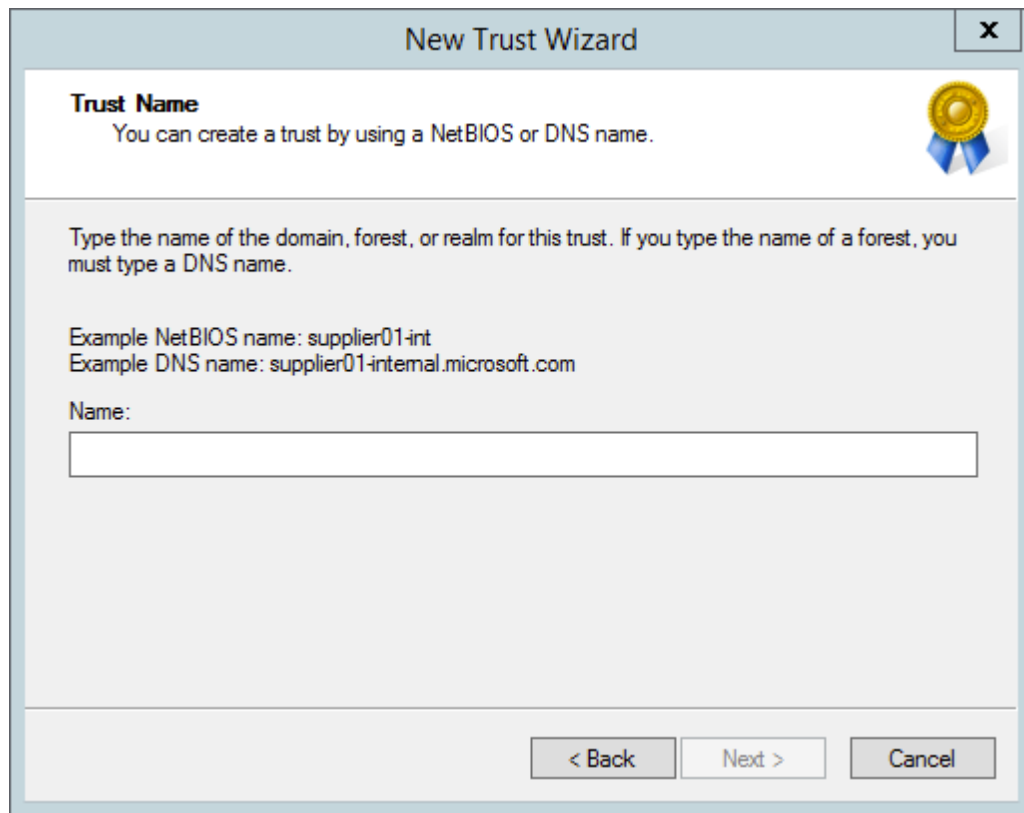 New Trust Wizard
x
Trust Name
You can create a trust by using a NetBIOS or DNS name.
Type the name of the domain, forest, or realm for this trust. If you type the name of a forest, you
must type a DNS name.
Example NetBIOS name: supplier01-int
Example DNS name: supplier01-internal.microsoft.com
Name:
< Back
Next >
Cancel